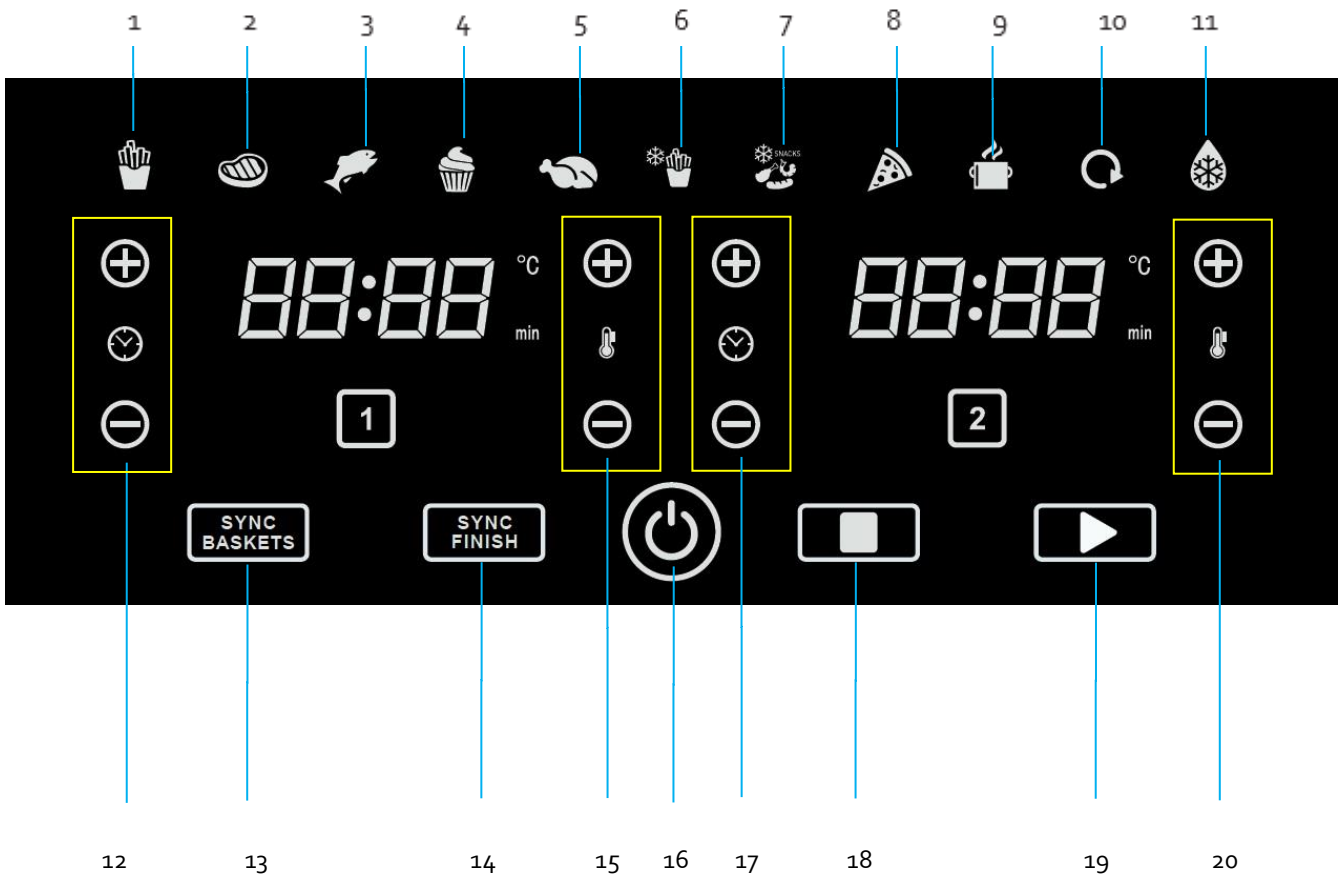 1 2 3 4 5 6 7 8 9 10 11
SNACKS
88:88 °C 88:88 °C
min min
1 2
SYNC BASKETS
SYNC FINISH
12 13 14 15 16 17 18 19 20